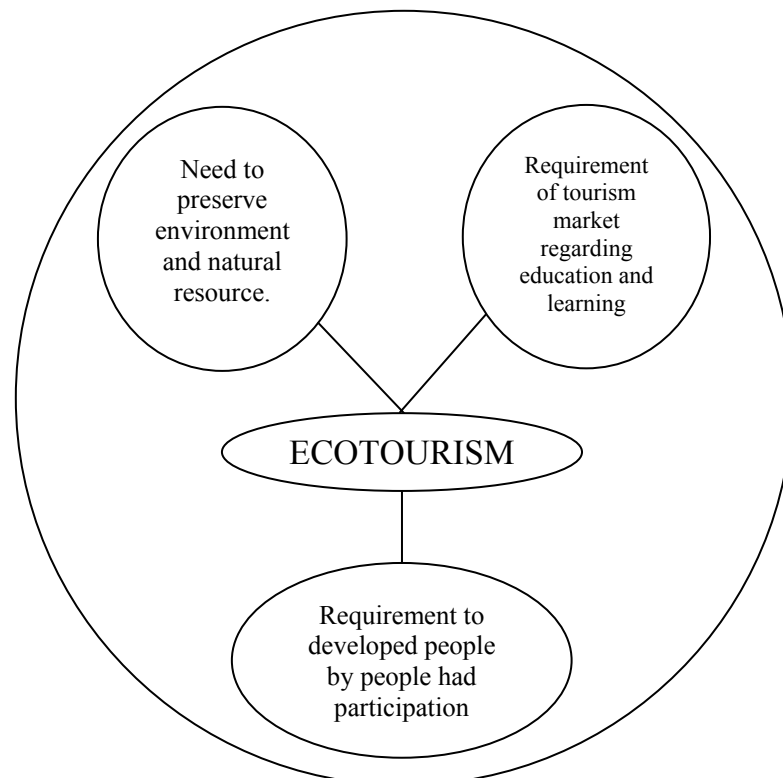 Need to
preserve
environment
and natural
resource.
Requirement
of tourism
market
regarding
education and
learning
ECOTOURISM
Requirement to
developed people
by people had
participation